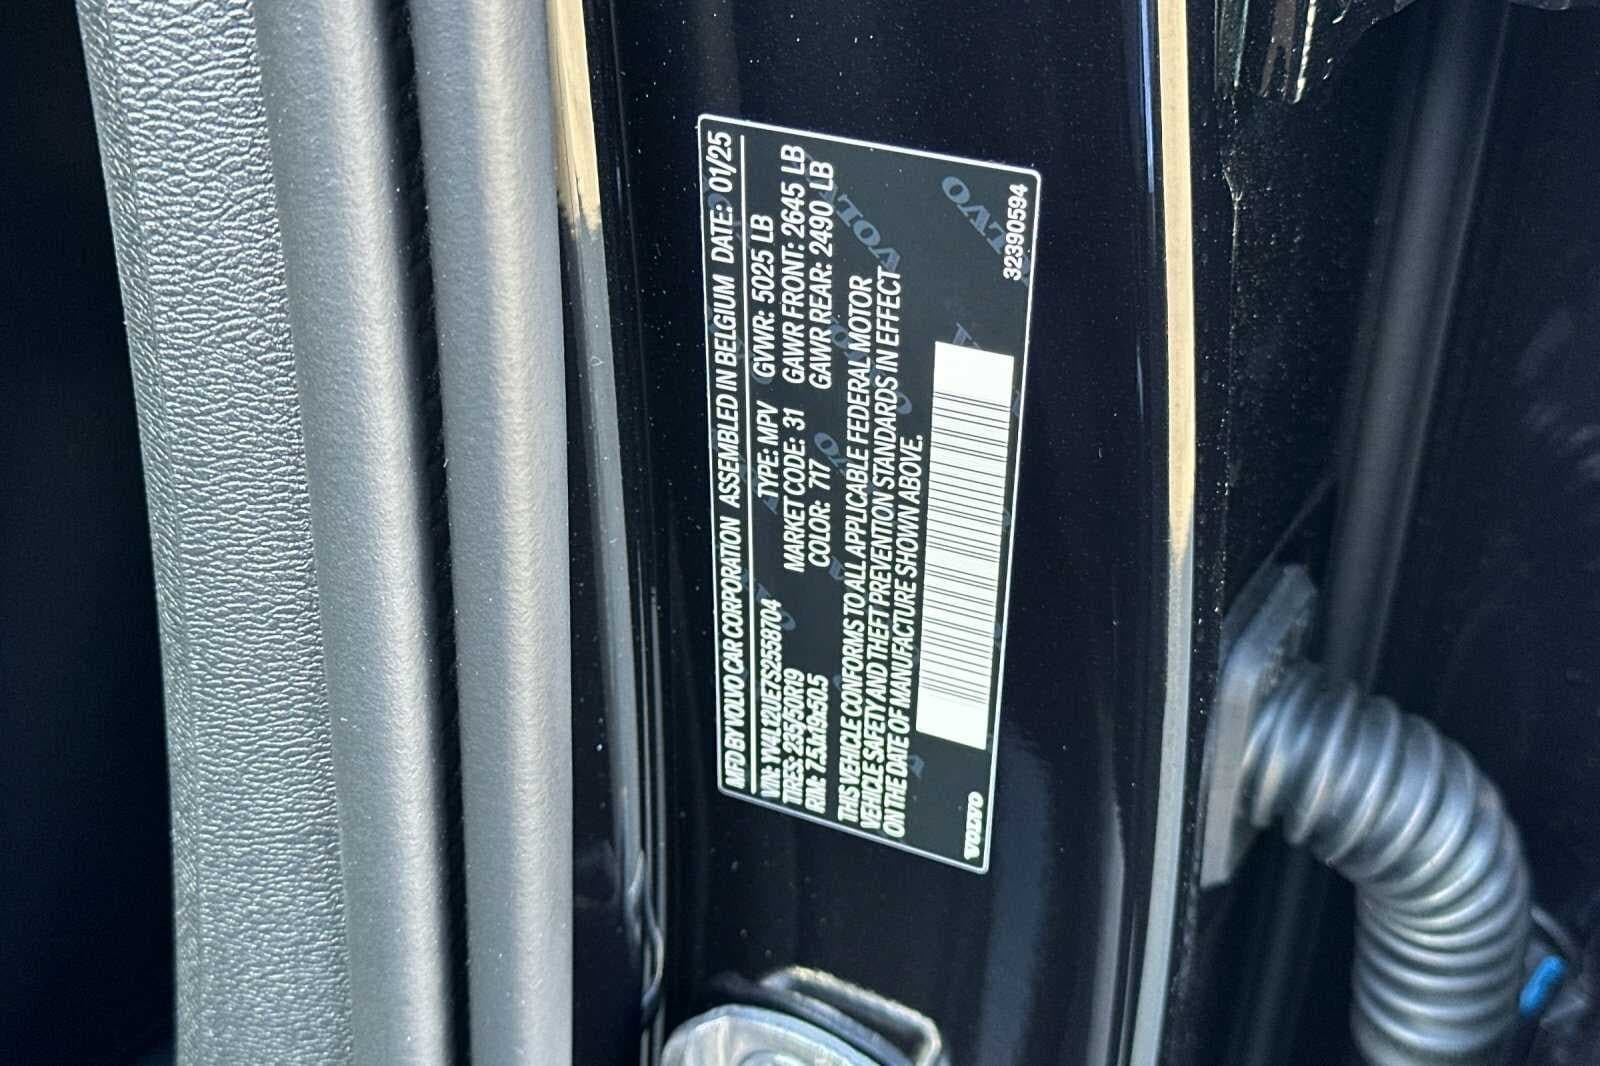 MFD BY VOLVO CAR CORPORATION ASSEMBLED IN BELGIUM DATE: 01/25
VIN: YV4L12UE7S2558704 TYPE: MPV GVWR: 5025 LB
TIRES: 235/50R19 MARKET CODE: 31 GAWR FRONT: 2645 LB
RIM: 7.5Jx19x50.5 COLOR: 717 GAWR REAR: 2490 LB
THIS VEHICLE CONFORMS TO ALL APPLICABLE FEDERAL MOTOR
VEHICLE SAFETY AND THEFT PREVENTION STANDARDS IN EFFECT
ON THE DATE OF MANUFACTURE SHOWN ABOVE.
VOLVO 32390594